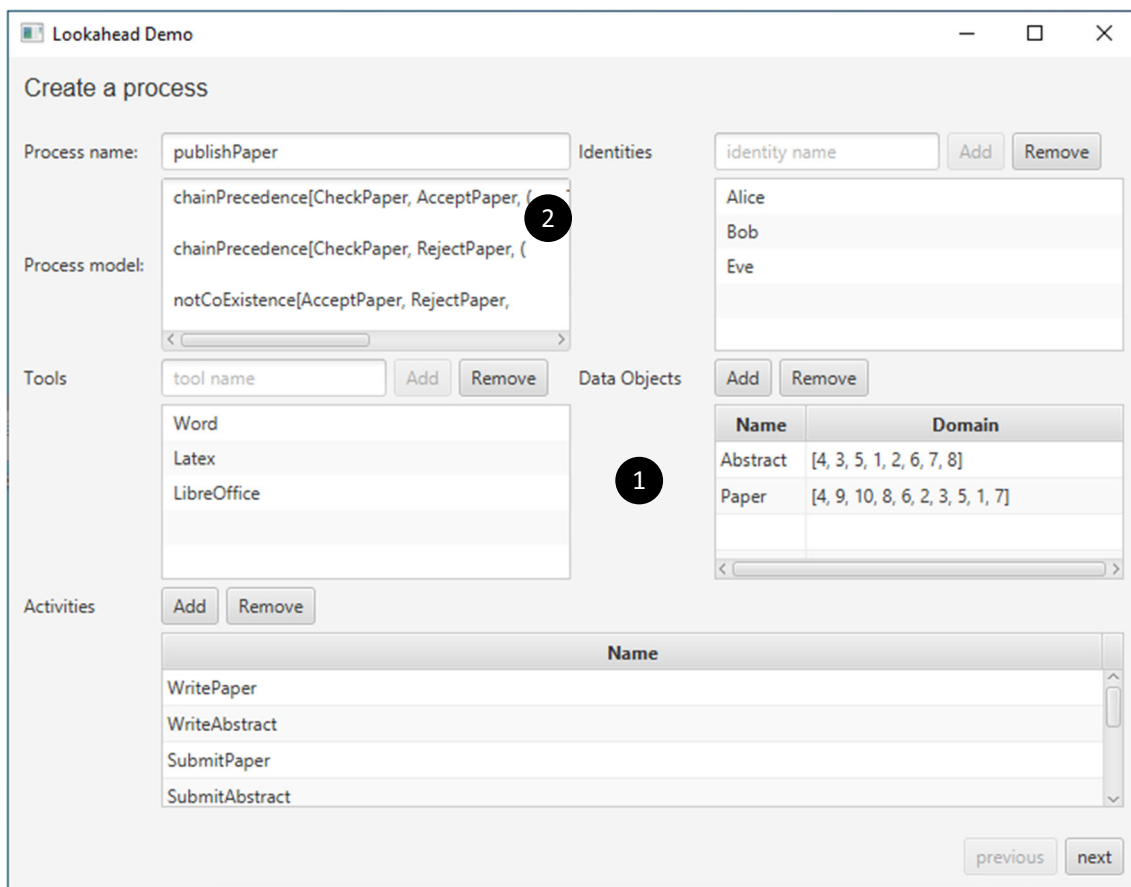 Lookahead Demo
Create a process
Process name: publishPaper Identities identity name Add Remove
chainPrecedence[CheckPaper, AcceptPaper, (
2
chainPrecedence[CheckPaper, RejectPaper, (
Process model:
notCoExistence[AcceptPaper, RejectPaper,
Alice
Bob
Eve
Tools tool name Add Remove Data Objects Add Remove
Word
Latex
LibreOffice
1
Name Domain
Abstract [4, 3, 5, 1, 2, 6, 7, 8]
Paper [4, 9, 10, 8, 6, 2, 3, 5, 1, 7]
Activities Add Remove
Name
WritePaper
WriteAbstract
SubmitPaper
SubmitAbstract
previous next